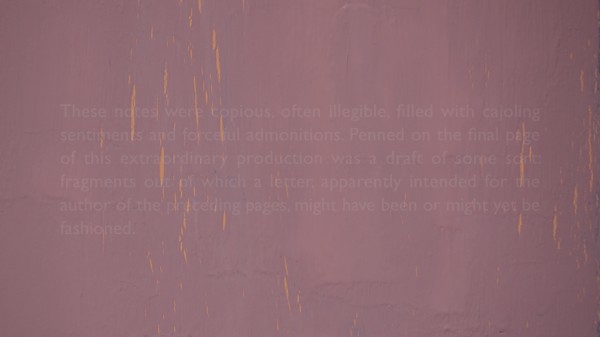 These notes were copious, often illegible, filled with cajoling
sentiments and forceful admonitions. Penned on the final page
of this extraordinary production was a draft of some sort,
fragments out of which a letter, apparently intended for the
author of the preceding pages, might have been or might yet be
fashioned.